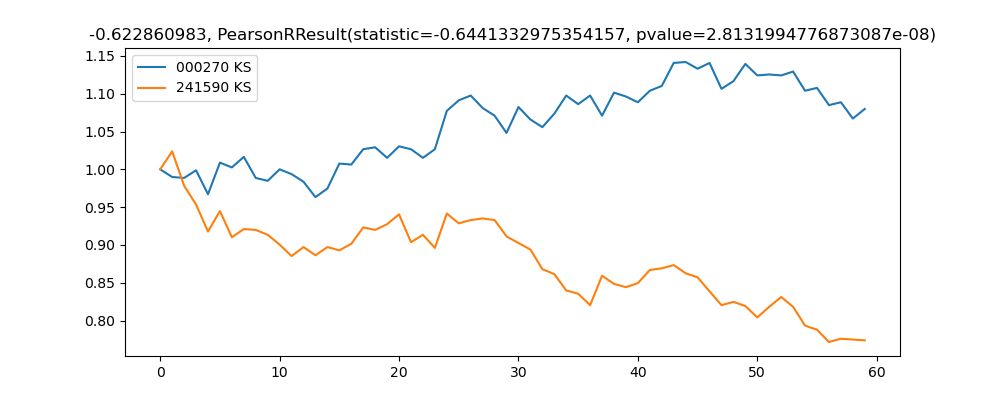 -0.622860983, PearsonRResult(statistic=-0.6441332975354157, pvalue=2.8131994776873087e-08)
1.15
1.10
1.05
1.00
0.95
0.90
0.85
0.80
000270 KS
241590 KS
0 10 20 30 40 50 60